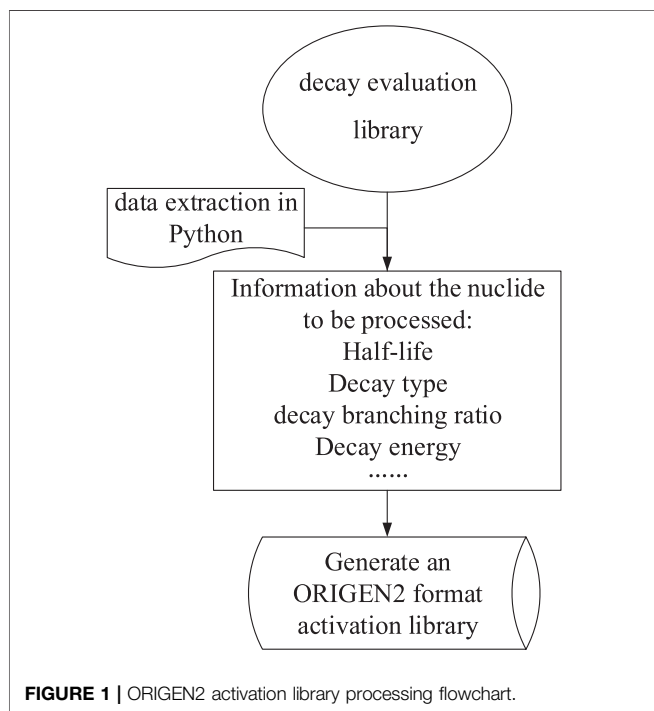 decay evaluation
library
data extraction in
Python
Information about the nuclide
to be processed:
Half-life
Decay type
decay branching ratio
Decay energy
······
Generate an
ORIGEN2 format
activation library
FIGURE 1 | ORIGEN2 activation library processing flowchart.